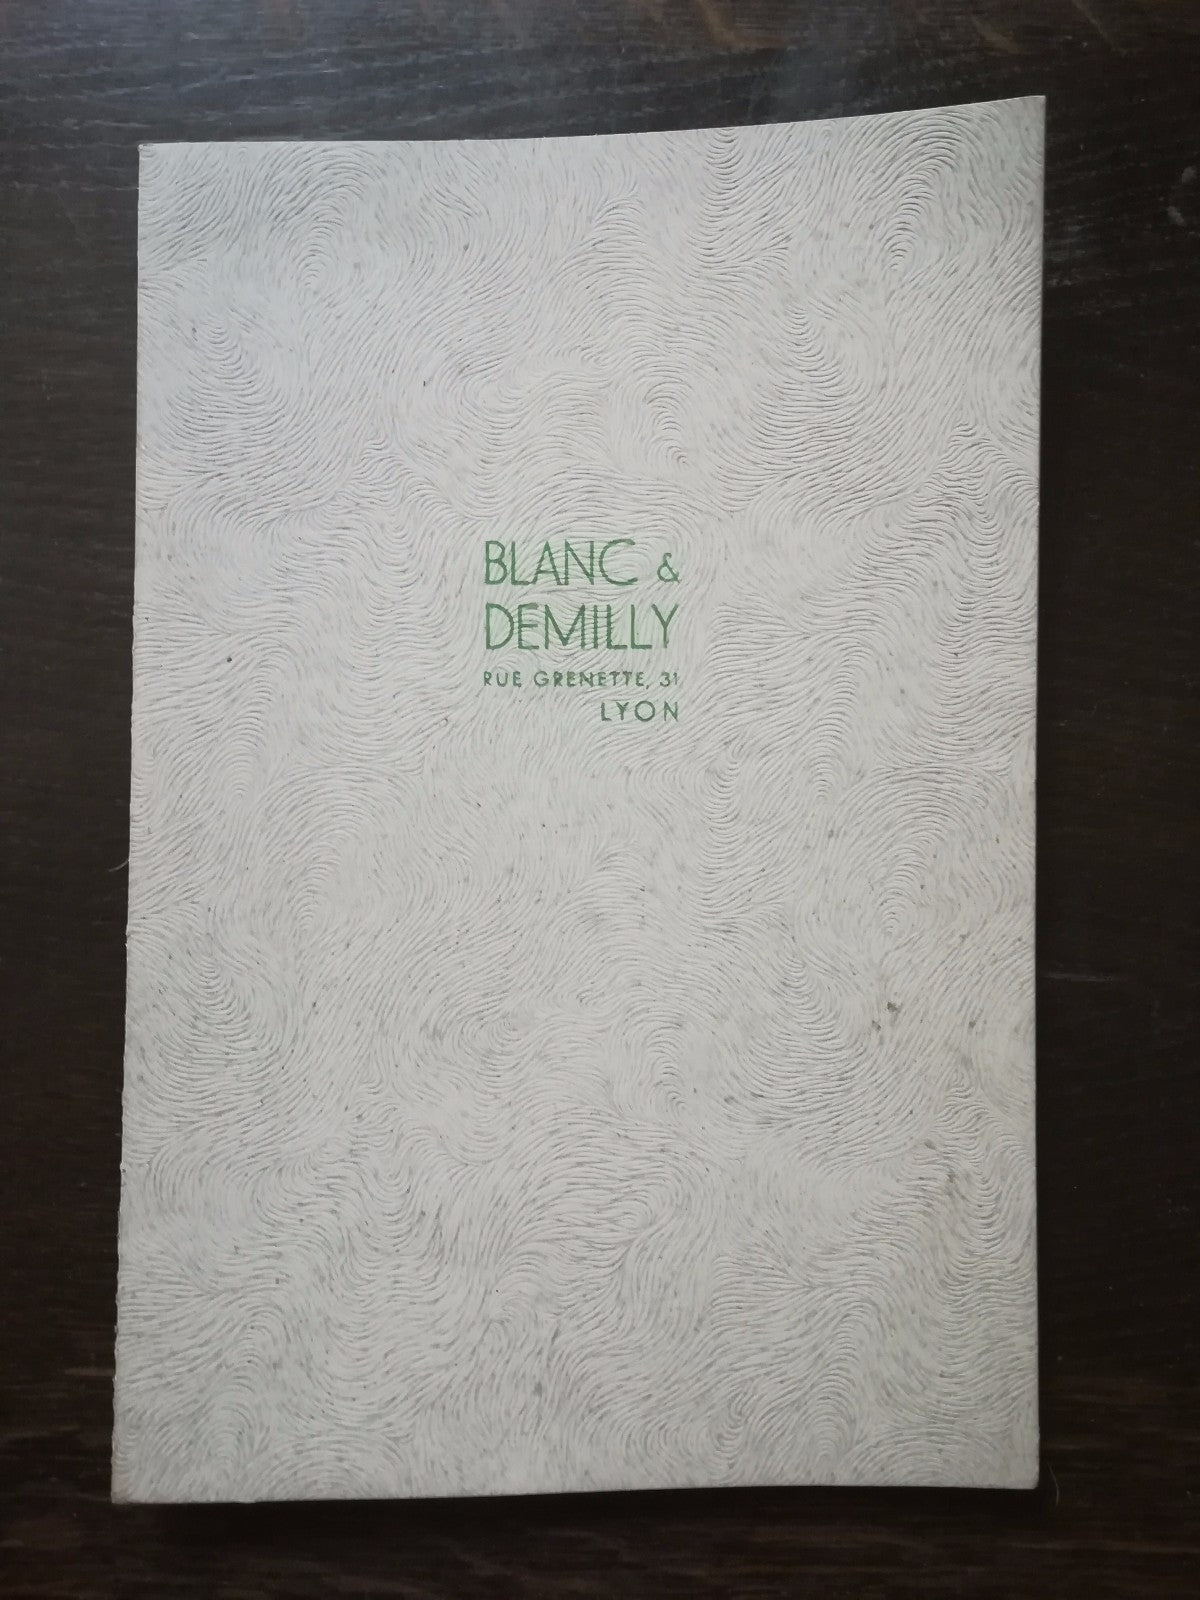 BLANC &
DEMILLY
RUE GRENETTE, 31
LYON